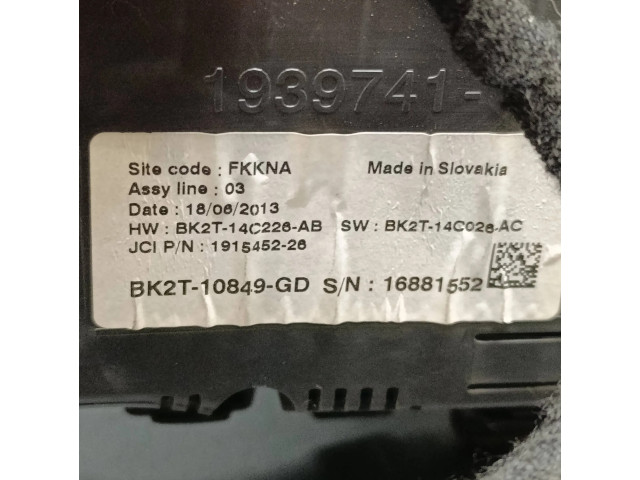 1939741-
Site code : FKKNA Made in Slovakia
Assy line : 03
Date : 18/06/2013
HW : BK2T-14C226-AB SW : BK2T-14C026-AC
JCI P/N : 1915452-26
BK2T-10849-GD S/N : 16881552